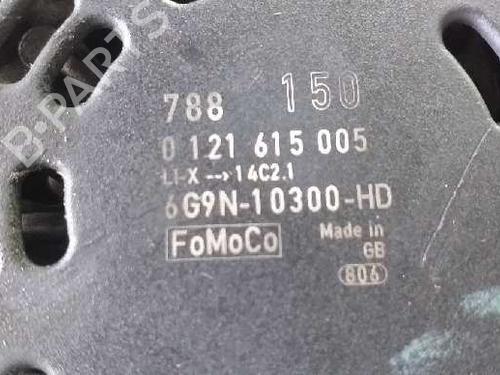 788 150
0 121 615 005
LI-X --> 14C2.1
6G9N-10300-HD
FoMoCo Made in
GB
806
B-PARTS